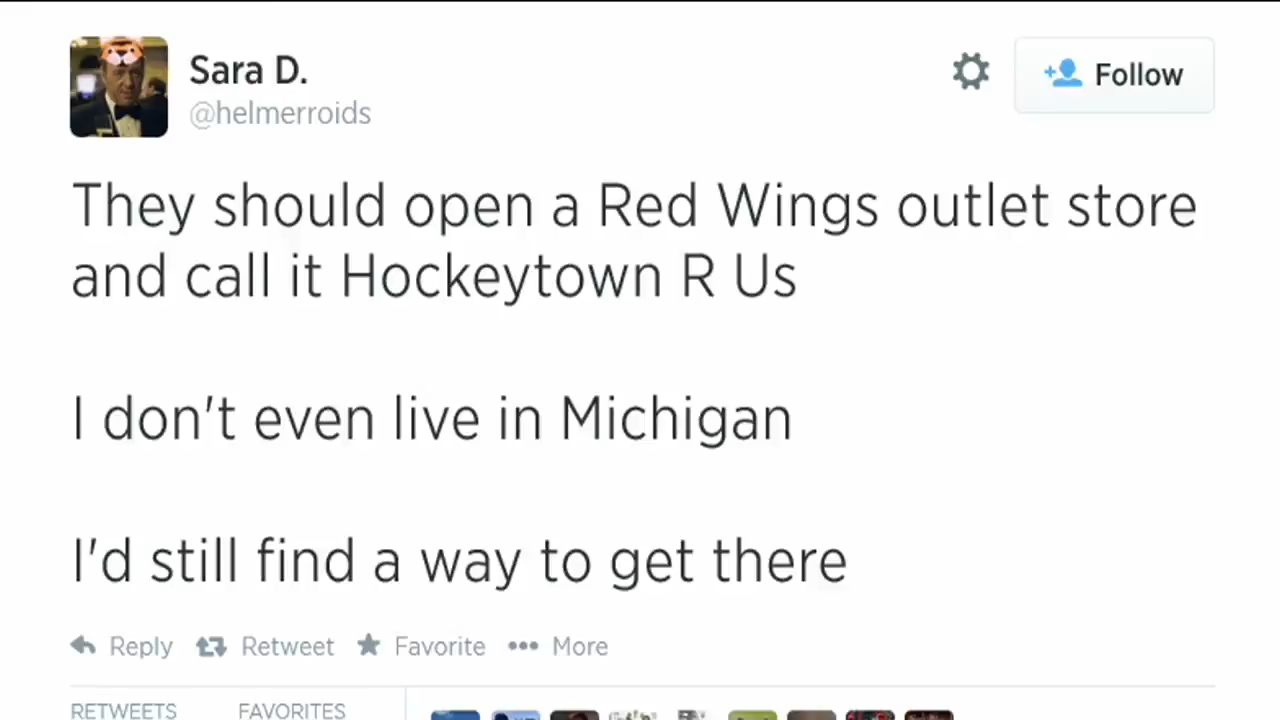 Sara D.
@helmerroids
Follow
They should open a Red Wings outlet store
and call it Hockeytown R Us
I don't even live in Michigan
I'd still find a way to get there
Reply Retweet Favorite More
RETWEETS FAVORITES